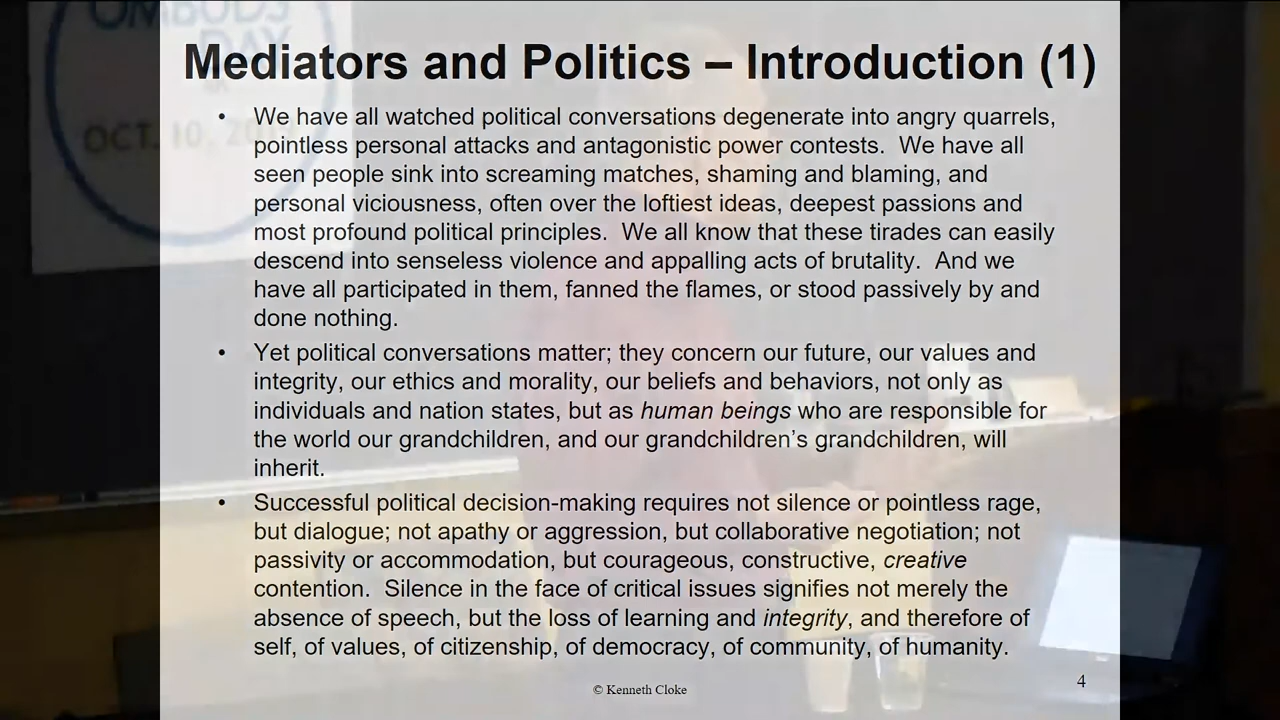 OMBUDS
DAY
OCT. 10, 20
Mediators and Politics – Introduction (1)
• We have all watched political conversations degenerate into angry quarrels,
pointless personal attacks and antagonistic power contests.  We have all
seen people sink into screaming matches, shaming and blaming, and
personal viciousness, often over the loftiest ideas, deepest passions and
most profound political principles.  We all know that these tirades can easily
descend into senseless violence and appalling acts of brutality.  And we
have all participated in them, fanned the flames, or stood passively by and
done nothing.
• Yet political conversations matter; they concern our future, our values and
integrity, our ethics and morality, our beliefs and behaviors, not only as
individuals and nation states, but as human beings who are responsible for
the world our grandchildren, and our grandchildren’s grandchildren, will
inherit.
• Successful political decision-making requires not silence or pointless rage,
but dialogue; not apathy or aggression, but collaborative negotiation; not
passivity or accommodation, but courageous, constructive, creative
contention.  Silence in the face of critical issues signifies not merely the
absence of speech, but the loss of learning and integrity, and therefore of
self, of values, of citizenship, of democracy, of community, of humanity.
© Kenneth Cloke
4